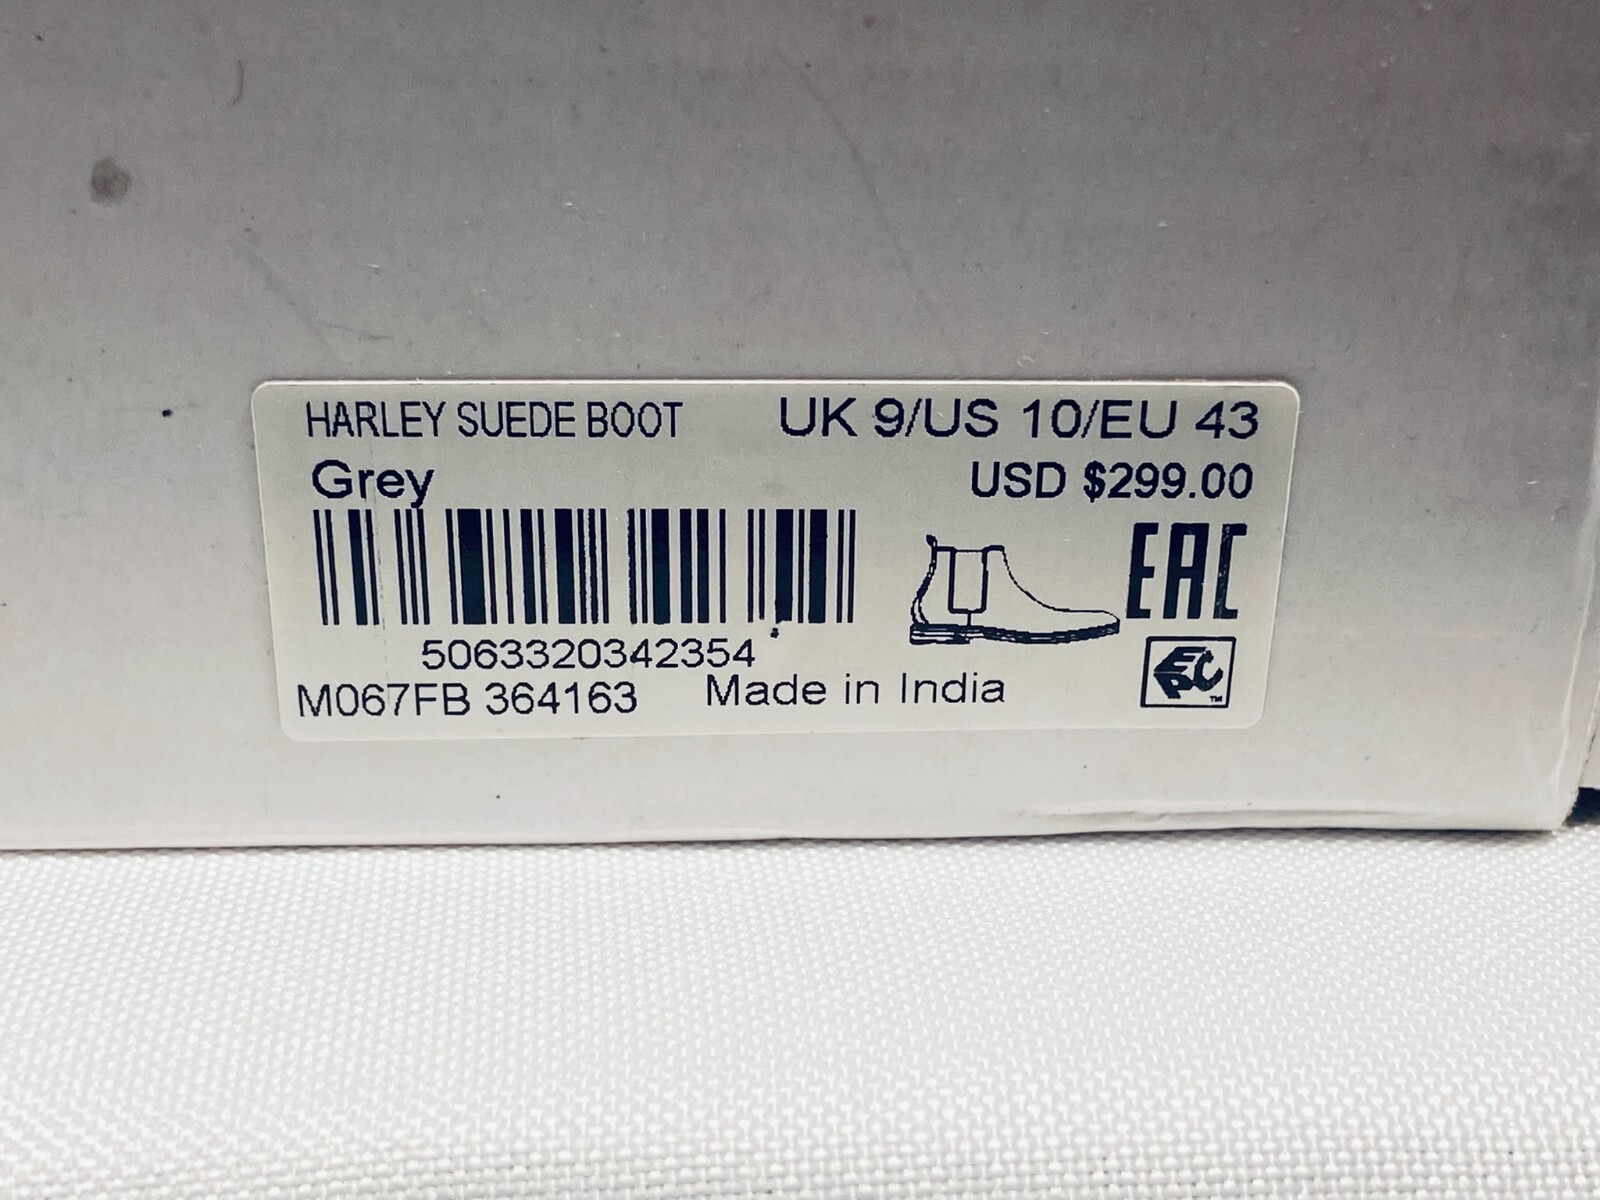 HARLEY SUEDE BOOT UK 9/US 10/EU 43
Grey USD $299.00
EAC
5063320342354
M067FB 364163 Made in India
EPC™